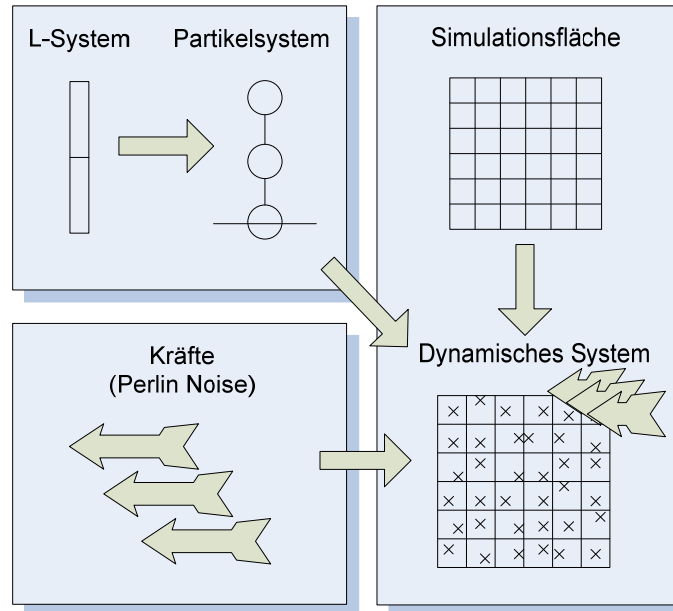 L-System
Partikelsystem
Simulationsfläche
Kräfte
(Perlin Noise)
Dynamisches System